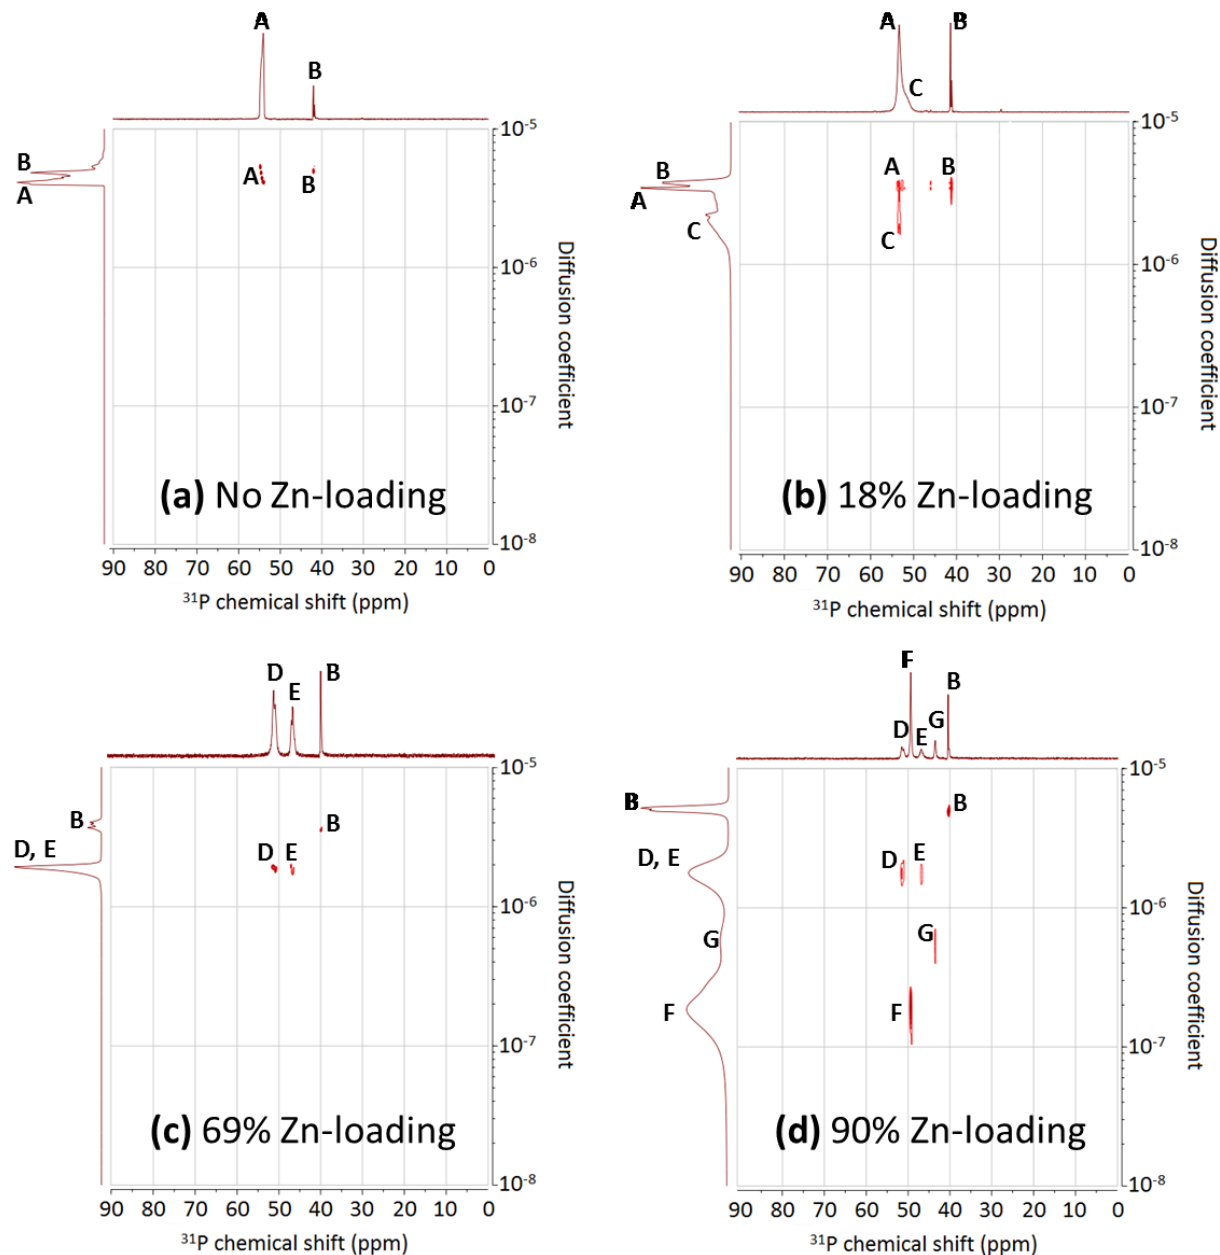 A
B
10⁻⁵
B
A
A
B
10⁻⁶
Diffusion coefficient
10⁻⁷
(a) No Zn-loading
10⁻⁸
90 80 70 60 50 40 30 20 10 0
³¹P chemical shift (ppm)
A
B
C
10⁻⁵
B
A
C
A
B
C
10⁻⁶
Diffusion coefficient
10⁻⁷
(b) 18% Zn-loading
10⁻⁸
90 80 70 60 50 40 30 20 10 0
³¹P chemical shift (ppm)
D
E
B
10⁻⁵
B
D, E
B
D E
10⁻⁶
Diffusion coefficient
10⁻⁷
(c) 69% Zn-loading
10⁻⁸
90 80 70 60 50 40 30 20 10 0
³¹P chemical shift (ppm)
F
B
D
G
E
10⁻⁵
B
D, E
G
F
B
D
E
G
F
10⁻⁶
Diffusion coefficient
10⁻⁷
(d) 90% Zn-loading
10⁻⁸
90 80 70 60 50 40 30 20 10 0
³¹P chemical shift (ppm)